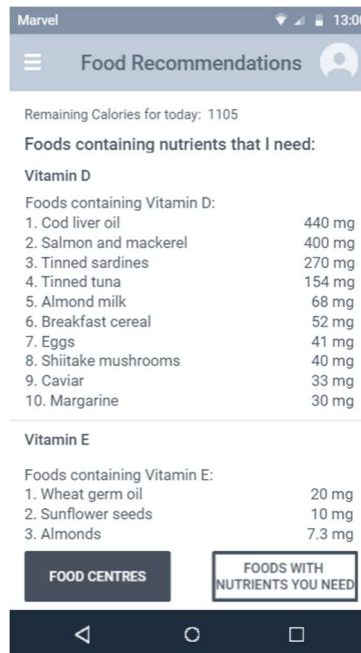 Marvel 13:00
Food Recommendations
Remaining Calories for today: 1105
Foods containing nutrients that I need:
Vitamin D
Foods containing Vitamin D:
1. Cod liver oil 440 mg
2. Salmon and mackerel 400 mg
3. Tinned sardines 270 mg
4. Tinned tuna 154 mg
5. Almond milk 68 mg
6. Breakfast cereal 52 mg
7. Eggs 41 mg
8. Shiitake mushrooms 40 mg
9. Caviar 33 mg
10. Margarine 30 mg
Vitamin E
Foods containing Vitamin E:
1. Wheat germ oil 20 mg
2. Sunflower seeds 10 mg
3. Almonds 7.3 mg
FOOD CENTRES
FOODS WITH
NUTRIENTS YOU NEED